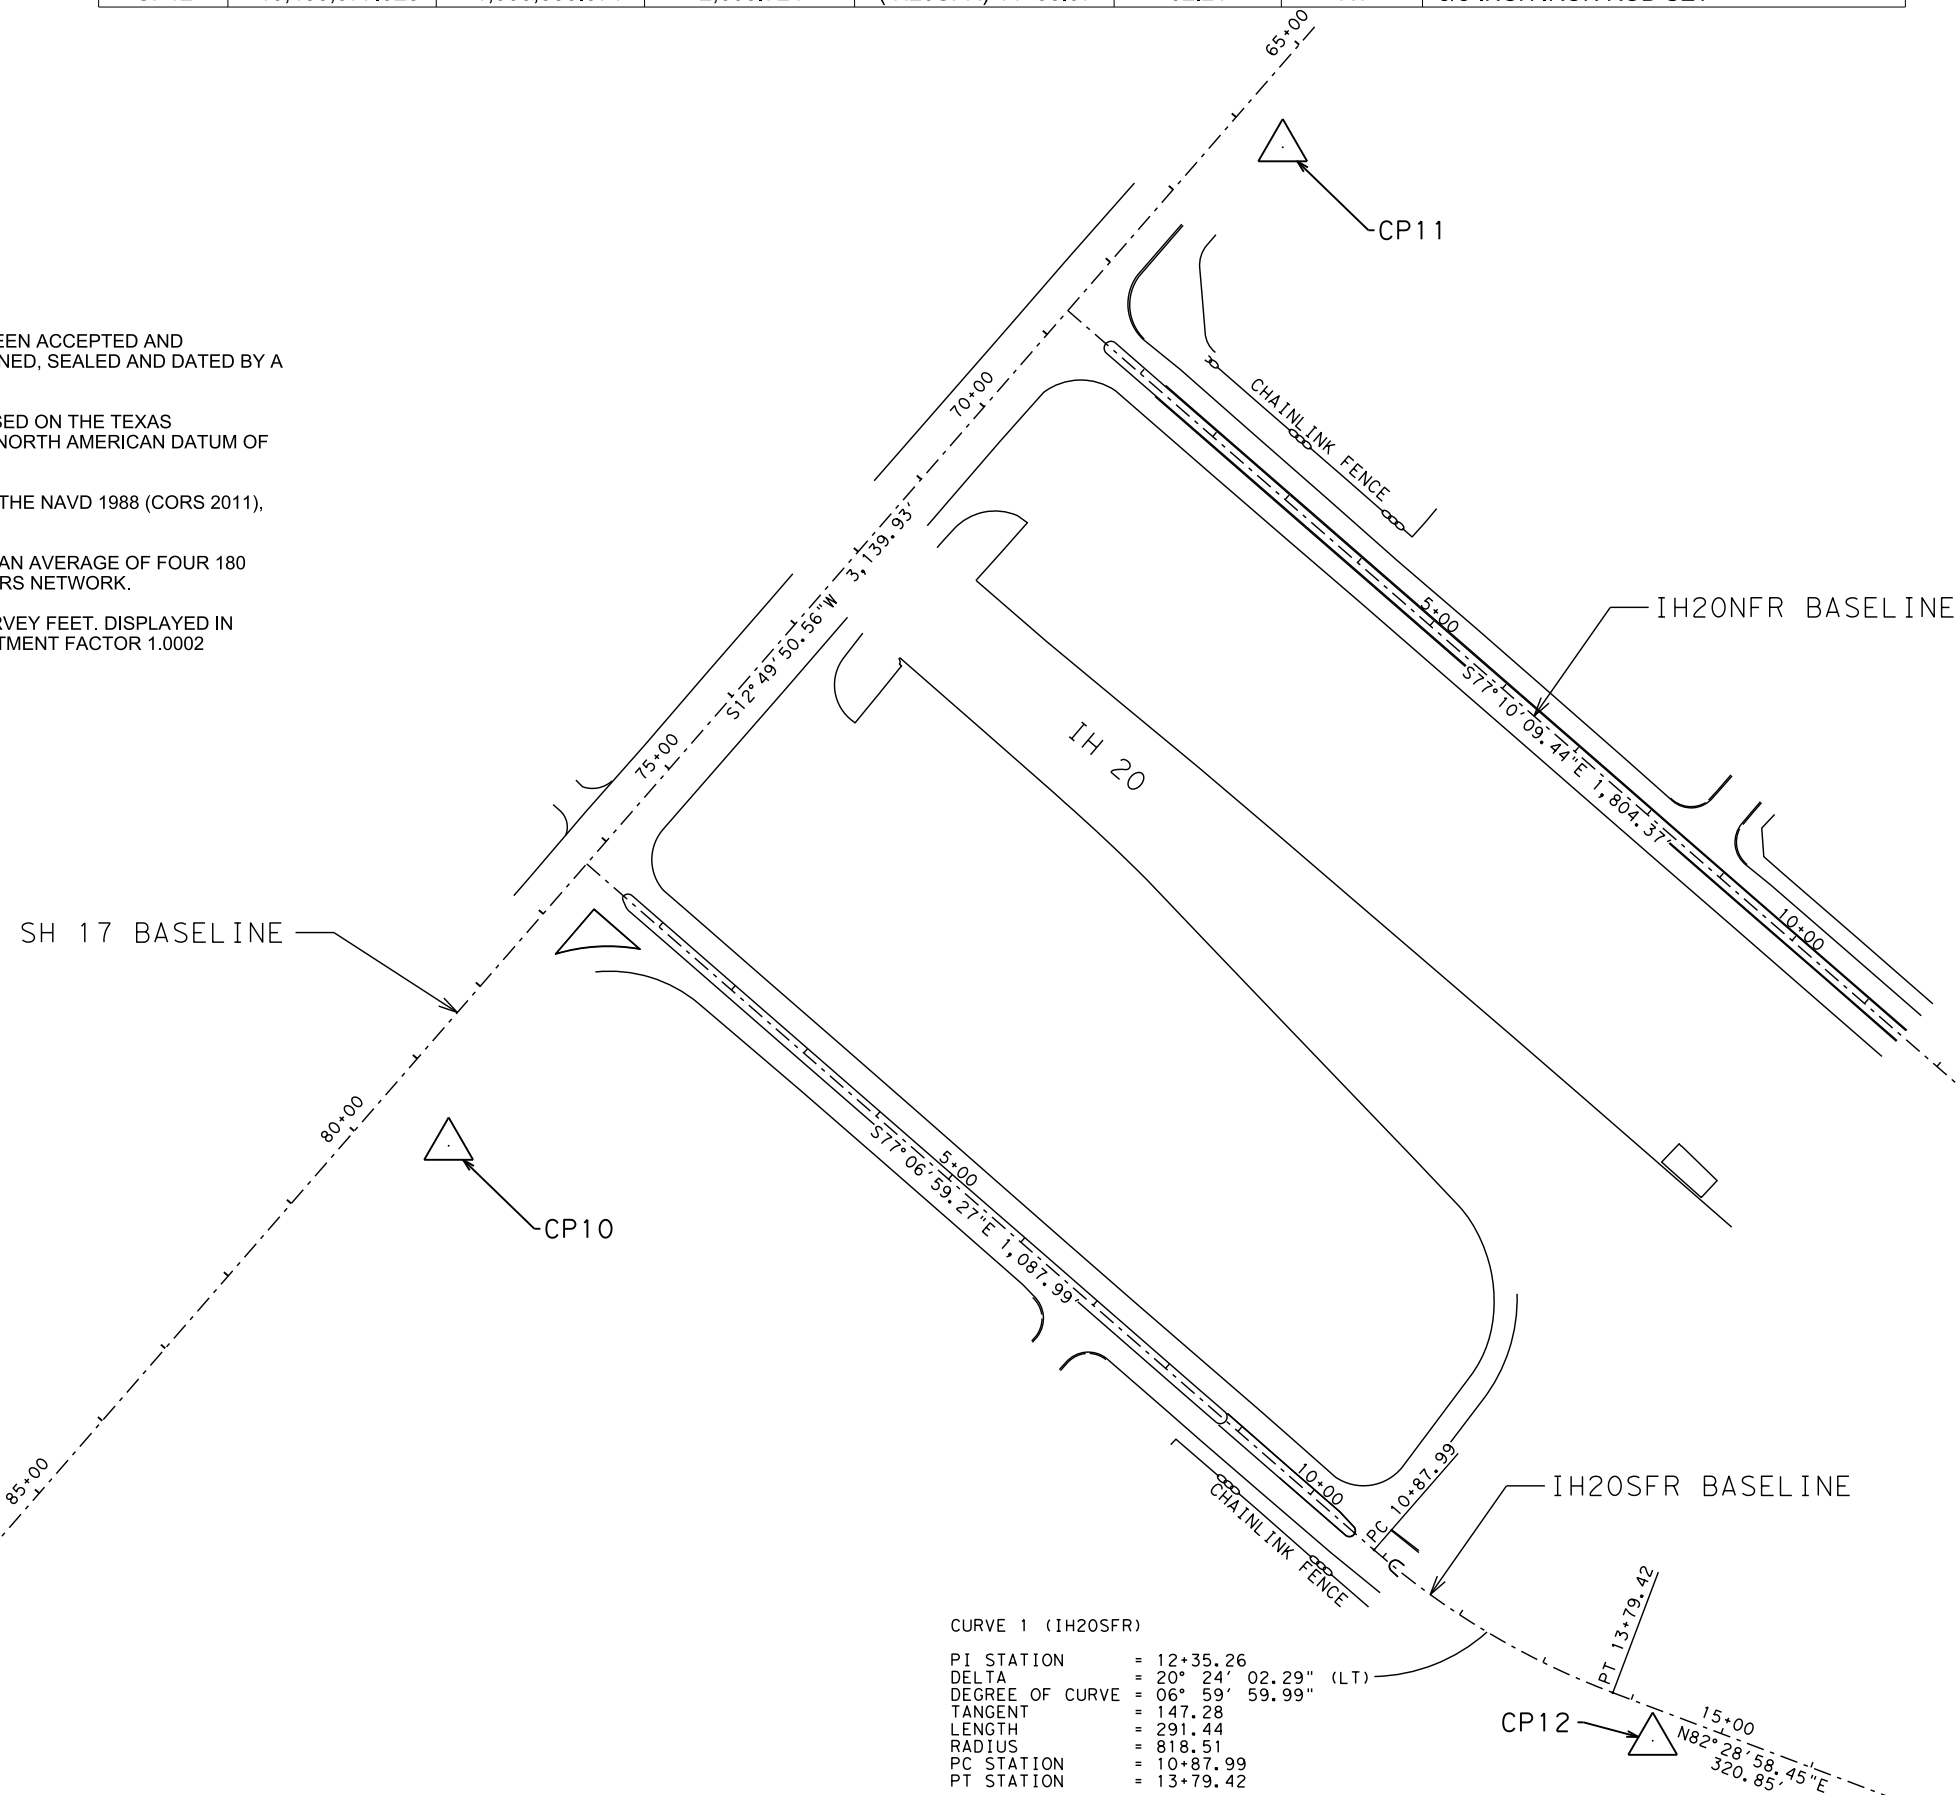 65+00
CP11
EEN ACCEPTED AND
NED, SEALED AND DATED BY A
SED ON THE TEXAS
NORTH AMERICAN DATUM OF
THE NAVD 1988 (CORS 2011),
AN AVERAGE OF FOUR 180
RS NETWORK.
RVEY FEET. DISPLAYED IN
TMENT FACTOR 1.0002
70+00
CHAINLINK FENCE
S12°49'50.56"W 3,139.93'
5+00
IH20NFR BASELINE
S77°10'09.44"E 1,804.37'
IH 20
75+00
10+00
SH 17 BASELINE
80+00
CP10
5+00
S77°06'59.27"E 1,087.99'
85+00
10+00
PC 10+87.99
CHAINLINK FENCE
IH20SFR BASELINE
PT 13+79.42
CURVE 1 (IH20SFR)
PI STATION = 12+35.26
DELTA = 20° 24' 02.29" (LT)
DEGREE OF CURVE = 06° 59' 59.99"
TANGENT = 147.28
LENGTH = 291.44
RADIUS = 818.51
PC STATION = 10+87.99
PT STATION = 13+79.42
CP12
15+00
N82°28'58.45"E
320.85'